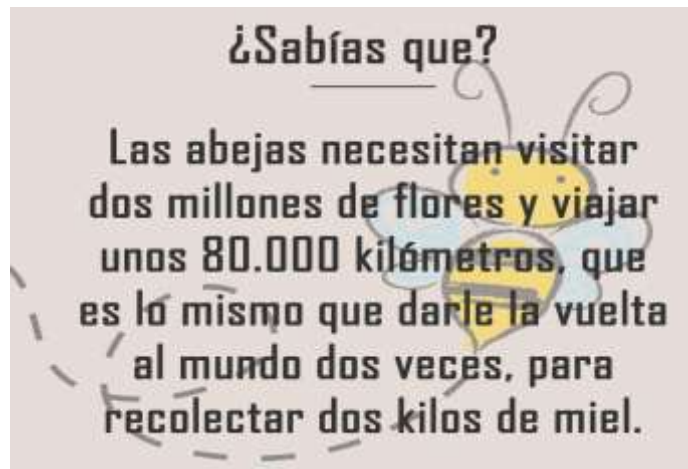 ¿Sabías que?
Las abejas necesitan visitar
dos millones de flores y viajar
unos 80.000 kilómetros, que
es lo mismo que darle la vuelta
al mundo dos veces, para
recolectar dos kilos de miel.